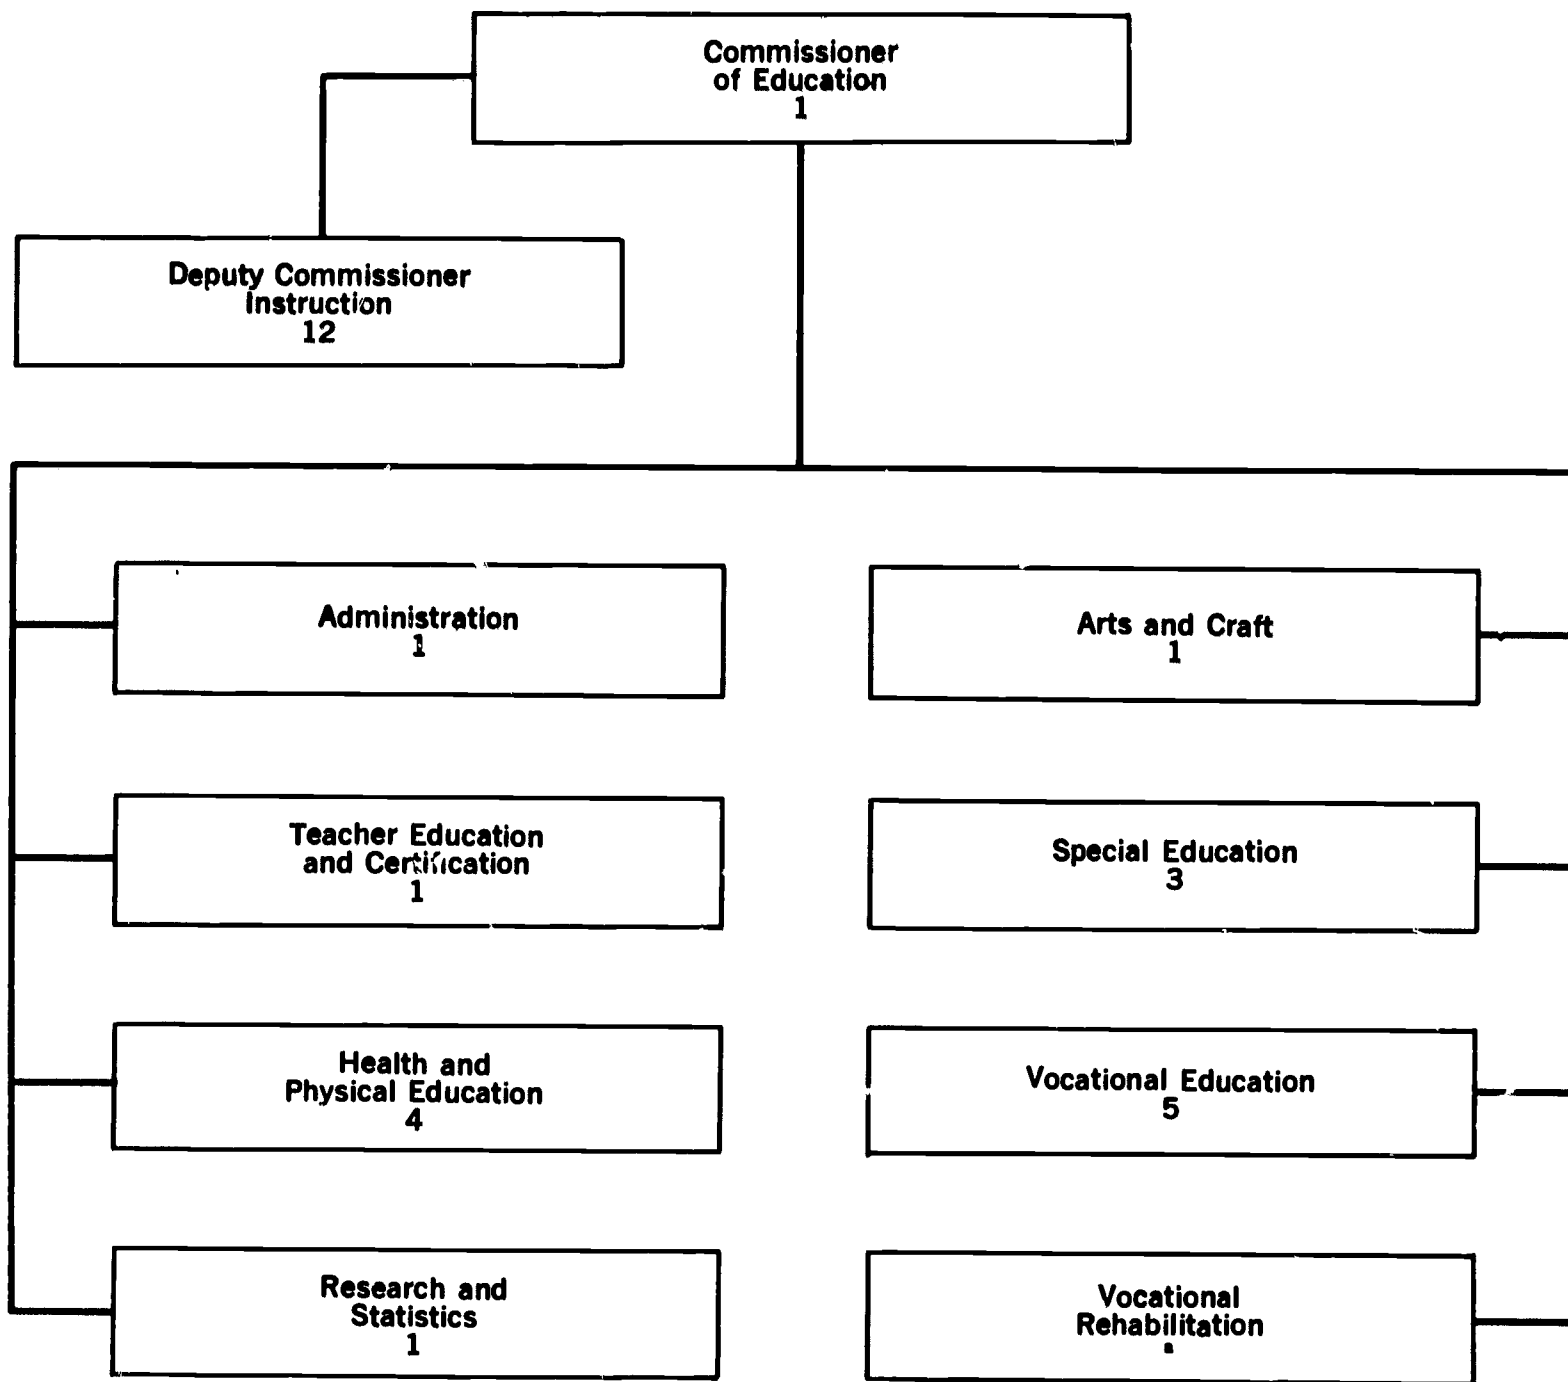 Commissioner
of Education
1
Deputy Commissioner
Instruction
12
Administration
1
Arts and Craft
1
Teacher Education
and Certification
1
Special Education
3
Health and
Physical Education
4
Vocational Education
5
Research and
Statistics
1
Vocational
Rehabilitation